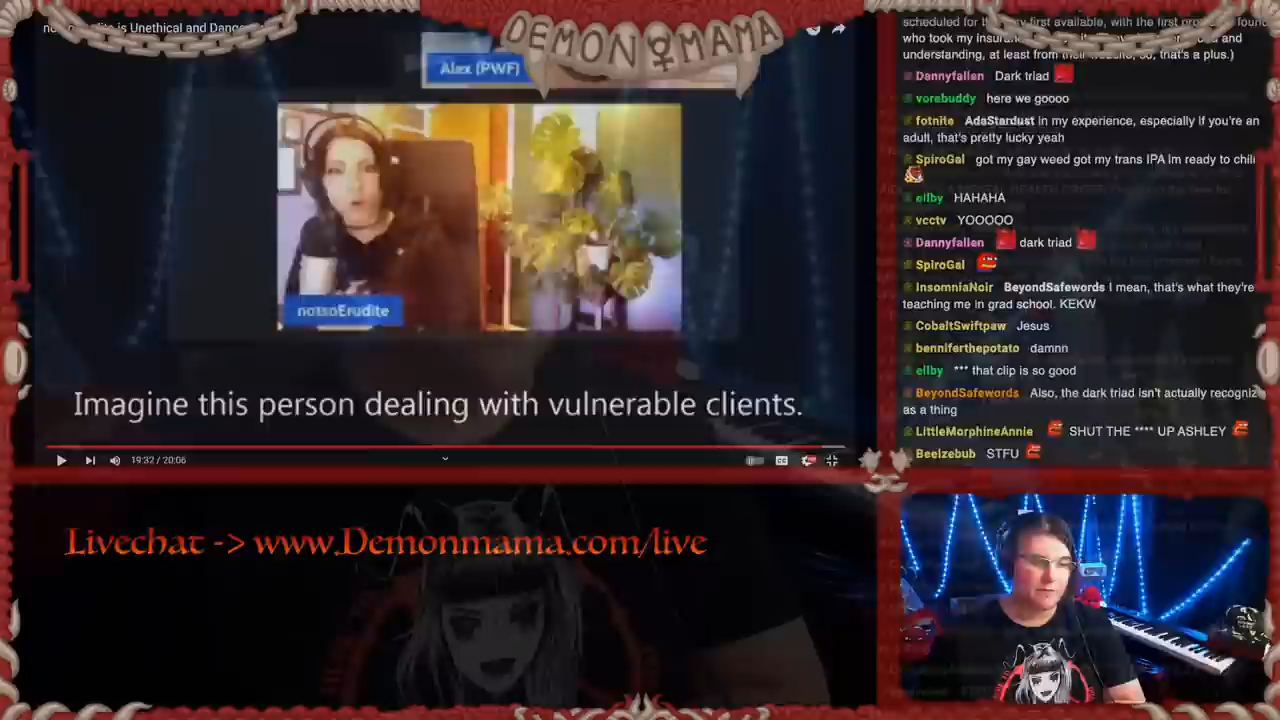 is Unethical and
DEMON MAMA
Alex (PWF)
notsoErudite
Imagine this person dealing with vulnerable clients.
19:32 / 20:06
Livechat -> www.Demonmama.com/live
who took my
and
understanding, at least from their website, so, that's a plus.)
Dannyfallen Dark triad
vorebuddy here we goooo
fotnite AdaStardust in my experience, especially if you're an
adult, that's pretty lucky yeah
SpiroGal got my gay weed got my trans IPA Im ready to chill
ellby HAHAHA
vcctv YOOOOO
Dannyfallen dark triad
SpiroGal
InsomniaNoir BeyondSafewords I mean, that's what they're
teaching me in grad school. KEKW
CobaltSwiftpaw Jesus
benniferthepotato damnn
ellby *** that clip is so good
BeyondSafewords Also, the dark triad isn't actually recogniz
as a thing
LittleMorphineAnnie SHUT THE **** UP ASHLEY
Beelzebub STFU